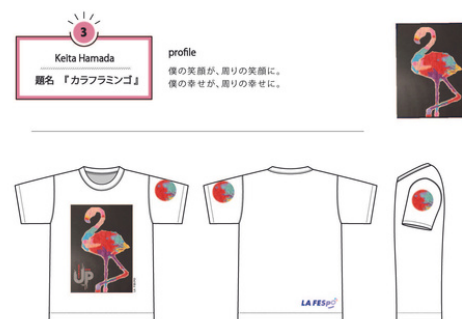 3
Keita Hamada
題名 『カラフラミンゴ』
profile
僕の笑顔が、周りの笑顔に。
僕の幸せが、周りの幸せに。
UP
LA FESpo